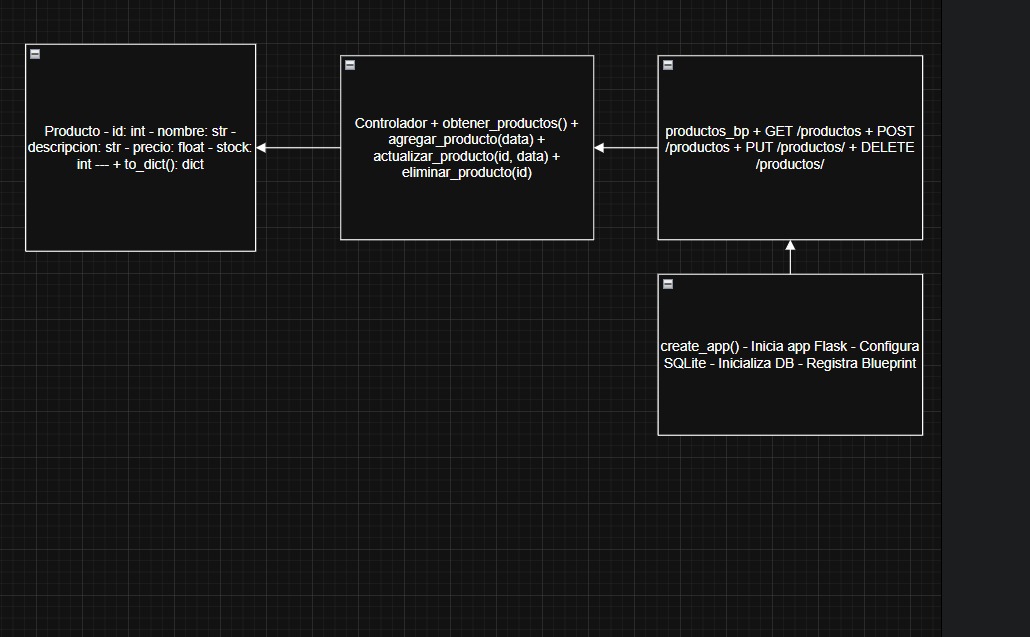 Producto - id: int - nombre: str -
descripcion: str - precio: float - stock:
int --- + to_dict(): dict
Controlador + obtener_productos() +
agregar_producto(data) +
actualizar_producto(id, data) +
eliminar_producto(id)
productos_bp + GET /productos + POST
/productos + PUT /productos/ + DELETE
/productos/
create_app() - Inicia app Flask - Configura
SQLite - Inicializa DB - Registra Blueprint